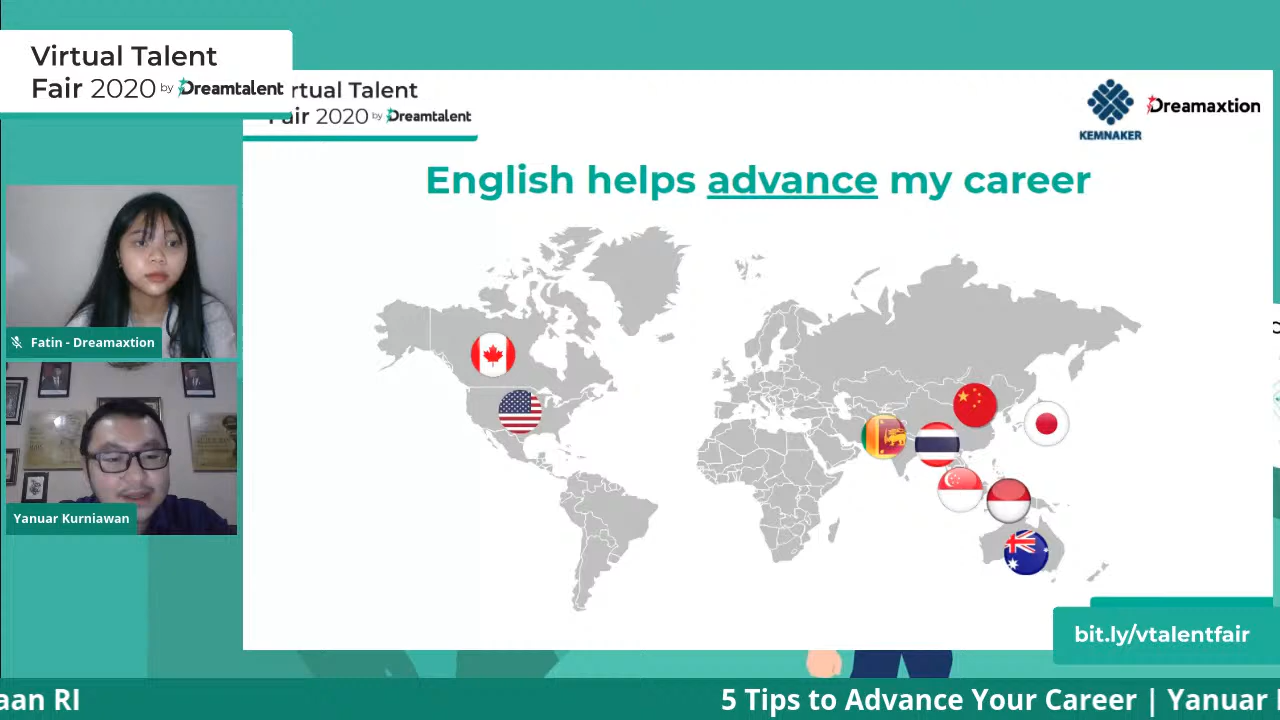 Virtual Talent
Fair 2020 by Dreamtalent
rtual Talent
Fair 2020 by Dreamtalent
KEMNAKER
Dreamaxtion
English helps advance my career
Fatin - Dreamaxtion
Yanuar Kurniawan
bit.ly/vtalentfair
aan RI
5 Tips to Advance Your Career | Yanuar